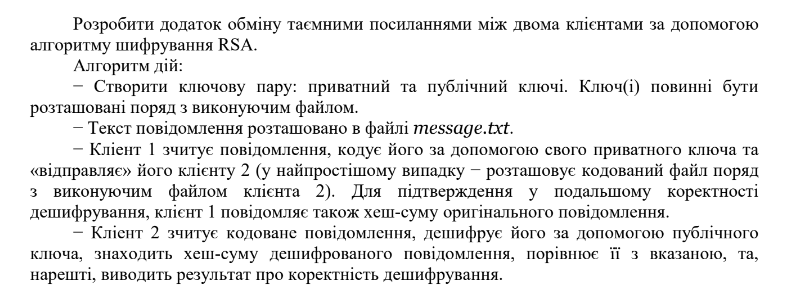 Розробити додаток обміну таємними посиланнями між двома клієнтами за допомогою
алгоритму шифрування RSA.
Алгоритм дій:
− Створити ключову пару: приватний та публічний ключі. Ключ(і) повинні бути
розташовані поряд з виконуючим файлом.
− Текст повідомлення розташовано в файлі message.txt.
− Клієнт 1 зчитує повідомлення, кодує його за допомогою свого приватного ключа та
«відправляє» його клієнту 2 (у найпростішому випадку − розташовує кодований файл поряд
з виконуючим файлом клієнта 2). Для підтвердження у подальшому коректності
дешифрування, клієнт 1 повідомляє також хеш-суму оригінального повідомлення.
− Клієнт 2 зчитує кодоване повідомлення, дешифрує його за допомогою публічного
ключа, знаходить хеш-суму дешифрованого повідомлення, порівнює її з вказаною, та,
нарешті, виводить результат про коректність дешифрування.